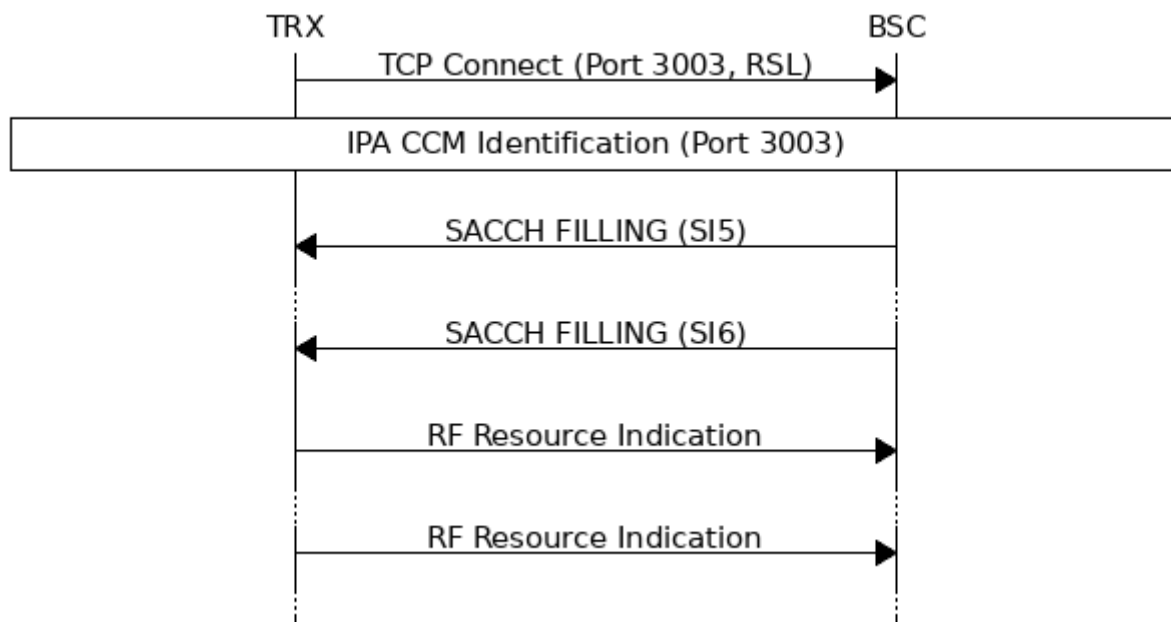 TRX
BSC
TCP Connect (Port 3003, RSL)
IPA CCM Identification (Port 3003)
SACCH FILLING (SI5)
SACCH FILLING (SI6)
RF Resource Indication
RF Resource Indication